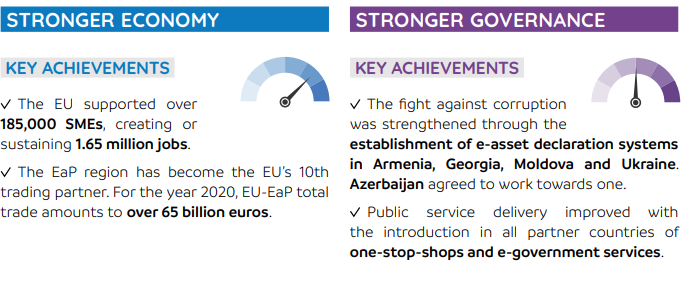 STRONGER ECONOMY
KEY ACHIEVEMENTS
✓ The EU supported over
185,000 SMEs, creating or
sustaining 1.65 million jobs.
✓ The EaP region has become the EU's 10th
trading partner. For the year 2020, EU-EaP total
trade amounts to over 65 billion euros.
STRONGER GOVERNANCE
KEY ACHIEVEMENTS
✓ The fight against corruption
was strengthened through the
establishment of e-asset declaration systems
in Armenia, Georgia, Moldova and Ukraine.
Azerbaijan agreed to work towards one.
✓ Public service delivery improved with
the introduction in all partner countries of
one-stop-shops and e-government services.